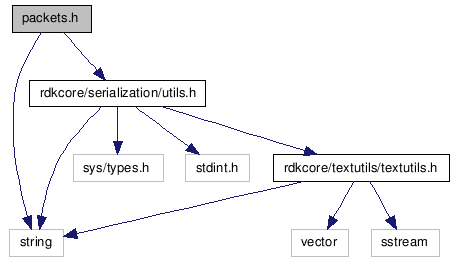 packets.h
rdkcore/serialization/utils.h
sys/types.h
stdint.h
rdkcore/textutils/textutils.h
string
vector
sstream